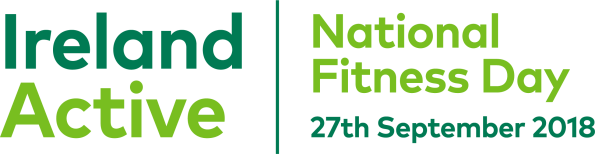 Ireland
Active
National
Fitness Day
27th September 2018